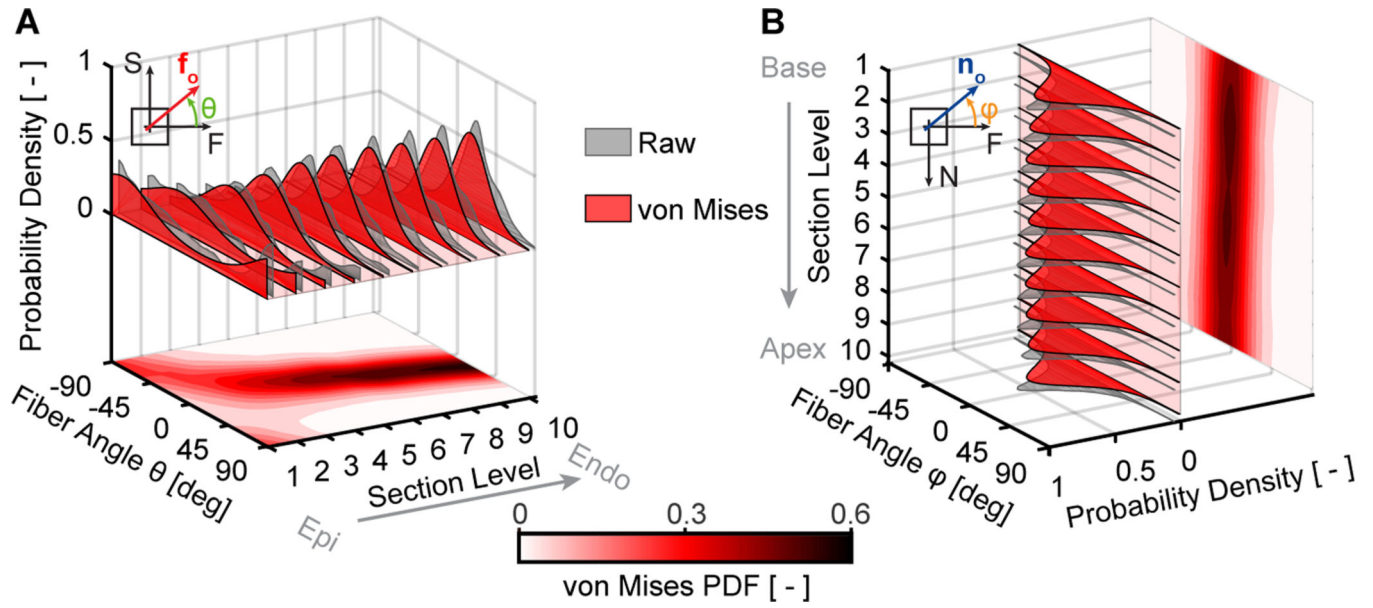 A
Probability Density [ - ]
1
0.5
0
S
f_o
θ
F
-90
-45
0
45
90
Fiber Angle θ [deg]
1 2 3 4 5 6 7 8 9 10
Section Level
Epi
Endo
Raw
von Mises
0 0.3 0.6
von Mises PDF [ - ]
B
Base
Apex
Section Level
1
2
3
4
5
6
7
8
9
10
n_o
φ
F
N
-90
-45
0
45
90
Fiber Angle φ [deg]
1 0.5 0
Probability Density [ - ]